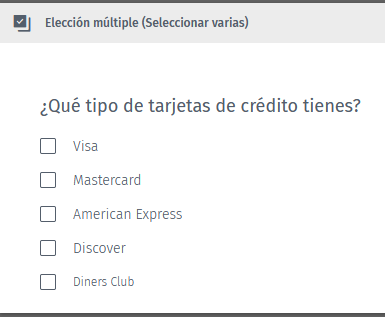 Elección múltiple (Seleccionar varias)
¿Qué tipo de tarjetas de crédito tienes?
Visa
Mastercard
American Express
Discover
Diners Club